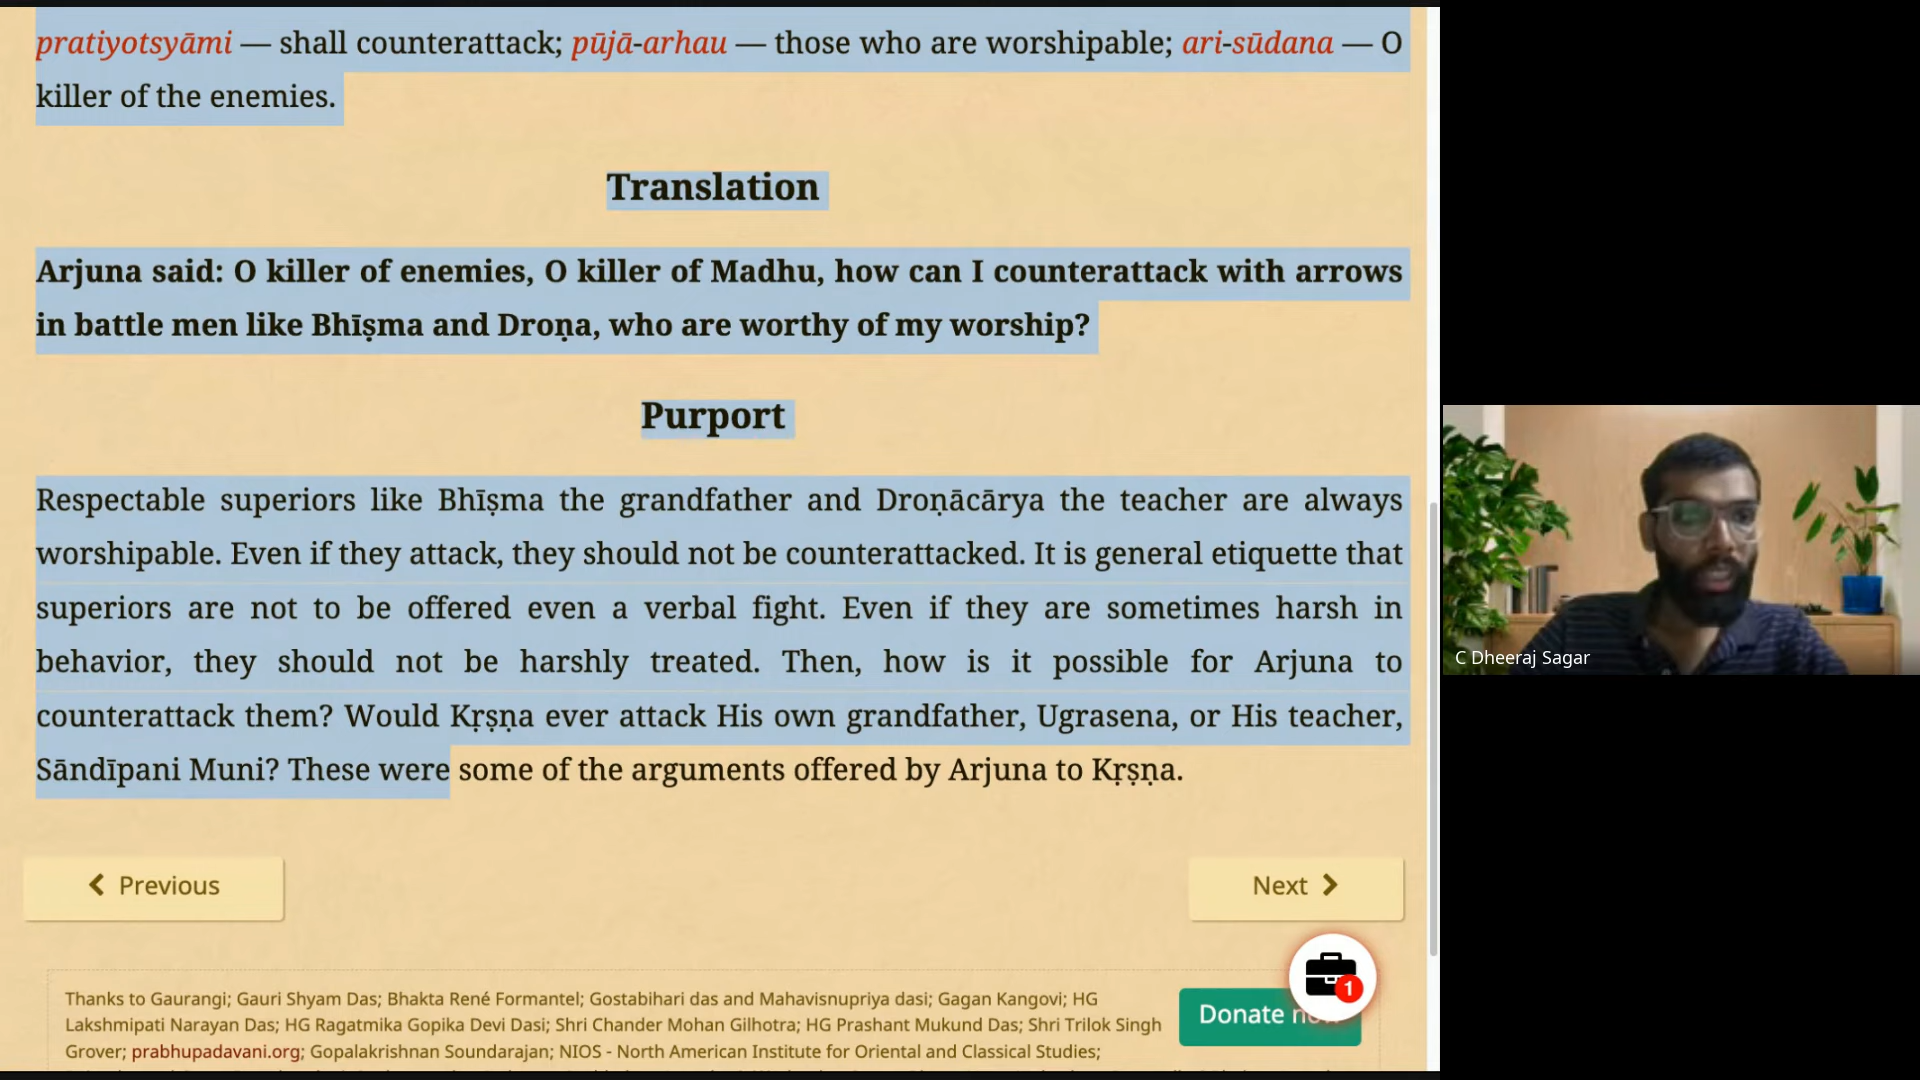 pratiyotsyāmi — shall counterattack; pūjā-arhau — those who are worshipable; ari-sūdana — O
killer of the enemies.
Translation
Arjuna said: O killer of enemies, O killer of Madhu, how can I counterattack with arrows
in battle men like Bhīṣma and Droṇa, who are worthy of my worship?
Purport
Respectable superiors like Bhīṣma the grandfather and Droṇācārya the teacher are always
worshipable. Even if they attack, they should not be counterattacked. It is general etiquette that
superiors are not to be offered even a verbal fight. Even if they are sometimes harsh in
behavior, they should not be harshly treated. Then, how is it possible for Arjuna to
counterattack them? Would Kṛṣṇa ever attack His own grandfather, Ugrasena, or His teacher,
Sāndīpani Muni? These were some of the arguments offered by Arjuna to Kṛṣṇa.
Previous
Next
1
Donate
Thanks to Gaurangi; Gauri Shyam Das; Bhakta René Formantel; Gostabihari das and Mahavisnupriya dasi; Gagan Kangovi; HG
Lakshmipati Narayan Das; HG Ragatmika Gopika Devi Dasi; Shri Chander Mohan Gilhotra; HG Prashant Mukund Das; Shri Trilok Singh
Grover; prabhupadavani.org; Gopalakrishnan Soundarajan; NIOS - North American Institute for Oriental and Classical Studies;
C Dheeraj Sagar